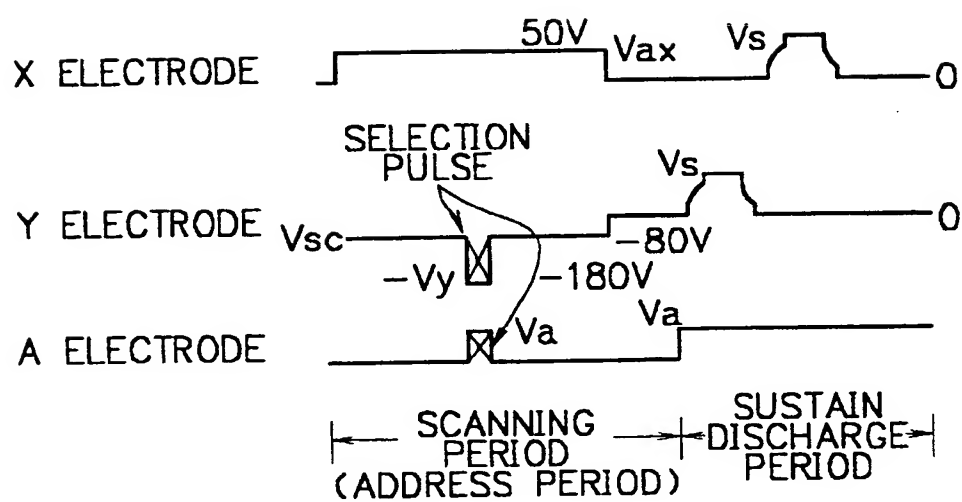 50V
Vax
Vs
X ELECTRODE
0
SELECTION
PULSE
Vs
Y ELECTRODE
Vsc
0
-80V
-Vy
-180V
Va
Va
A ELECTRODE
SCANNING
PERIOD
(ADDRESS PERIOD)
SUSTAIN
DISCHARGE
PERIOD